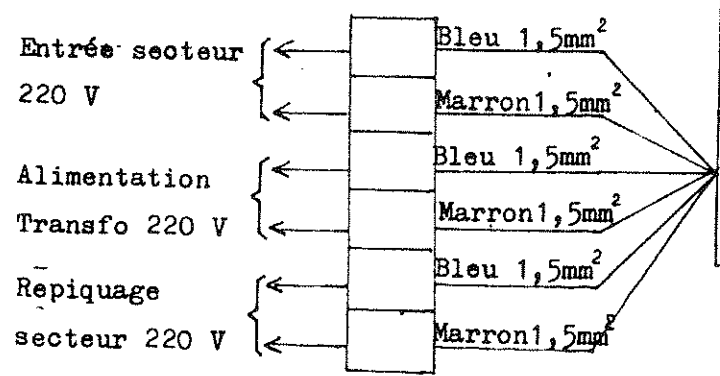 Entrée secteur
220 V
Alimentation
Transfo 220 V
Repiquage
secteur 220 V
Bleu 1,5mm²
Marron1,5mm²
Bleu 1,5mm²
Marron1,5mm²
Bleu 1,5mm²
Marron1,5mm²